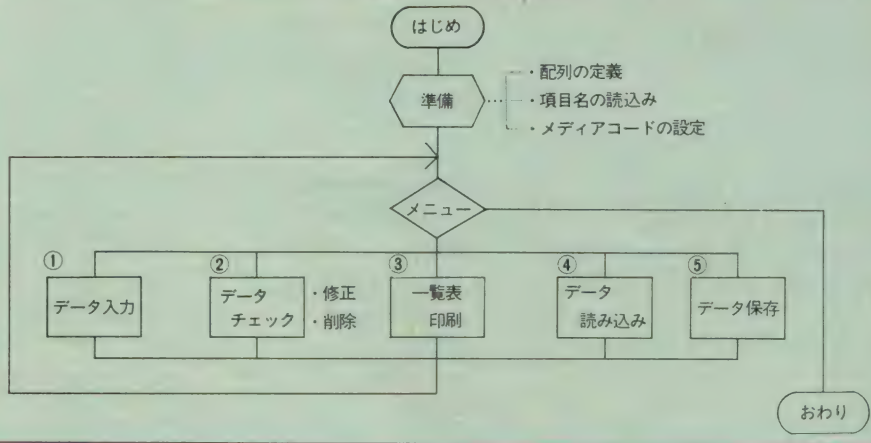 はじめ
準備
・配列の定義
・項目名の読込み
・メディアコードの設定
メニュー
①
データ入力
②
データ
チェック
・修正
・削除
③
一覧表
印刷
④
データ
読み込み
⑤
データ保存
おわり